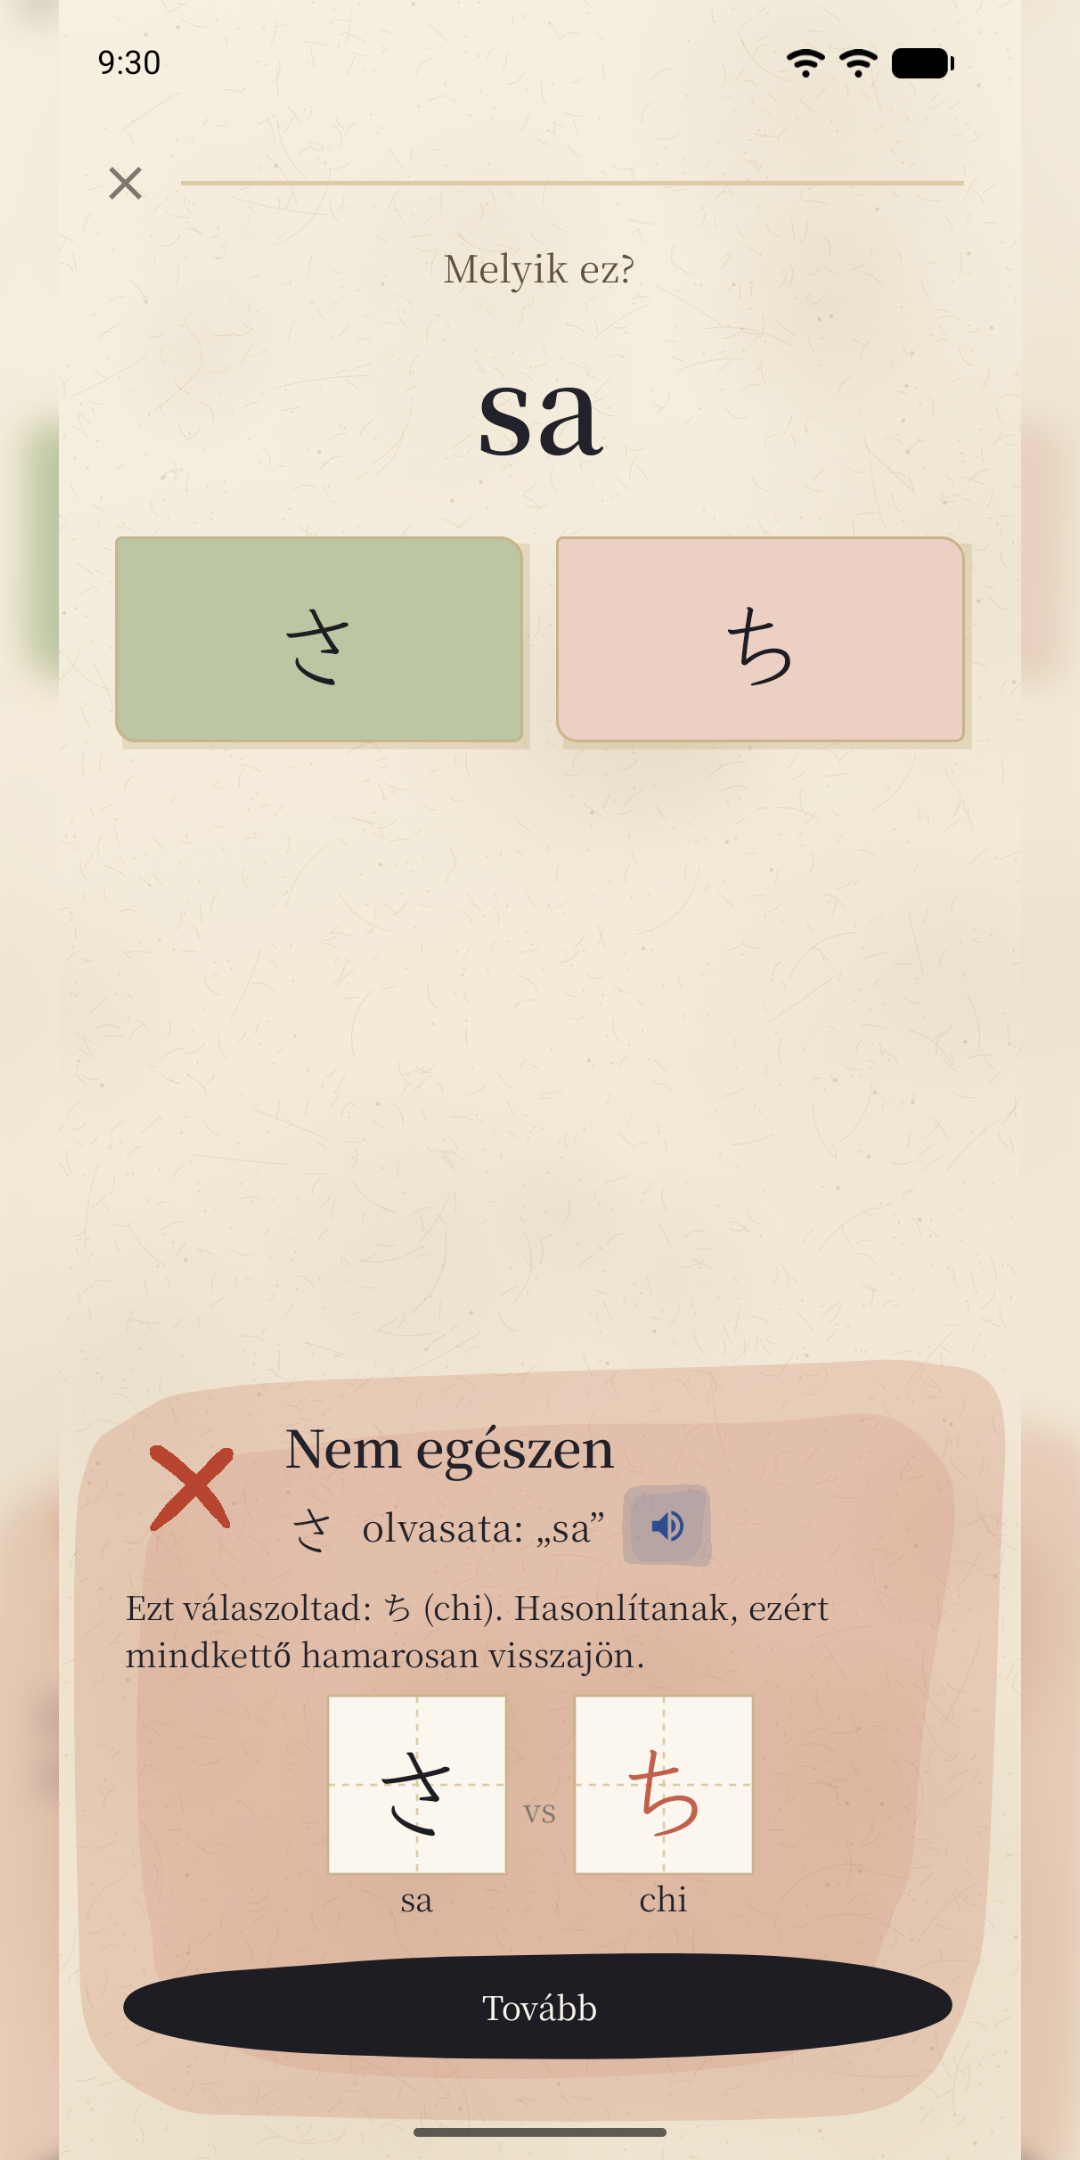 9:30
Melyik ez?
sa
さ ち
Nem egészen
さ olvasata: „sa”
Ezt válaszoltad: ち (chi). Hasonlítanak, ezért
mindkettő hamarosan visszajön.
さ vs ち
sa chi
Tovább